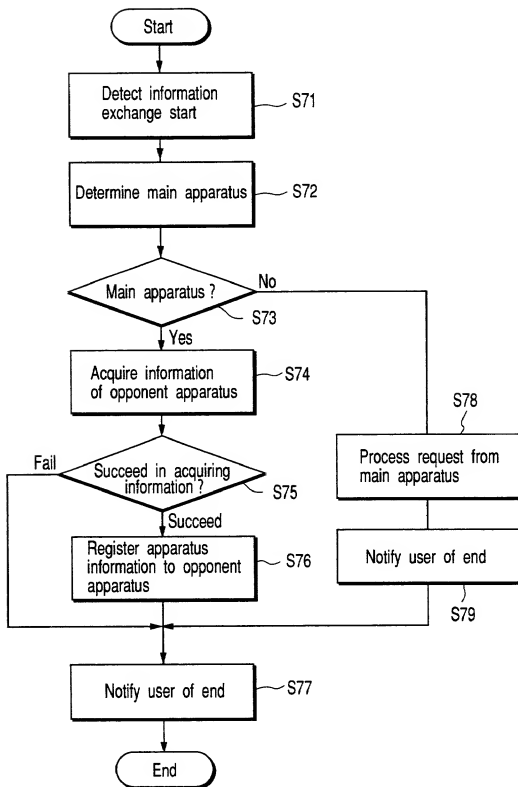 Start
Detect information
exchange start
S71
Determine main apparatus
S72
Main apparatus ?
No
S73
Yes
Acquire information
of opponent apparatus
S74
S78
Process request from
main apparatus
Fail
Succeed in acquiring
information ?
S75
Succeed
Register apparatus
information to opponent
apparatus
S76
Notify user of end
S79
Notify user of end
S77
End